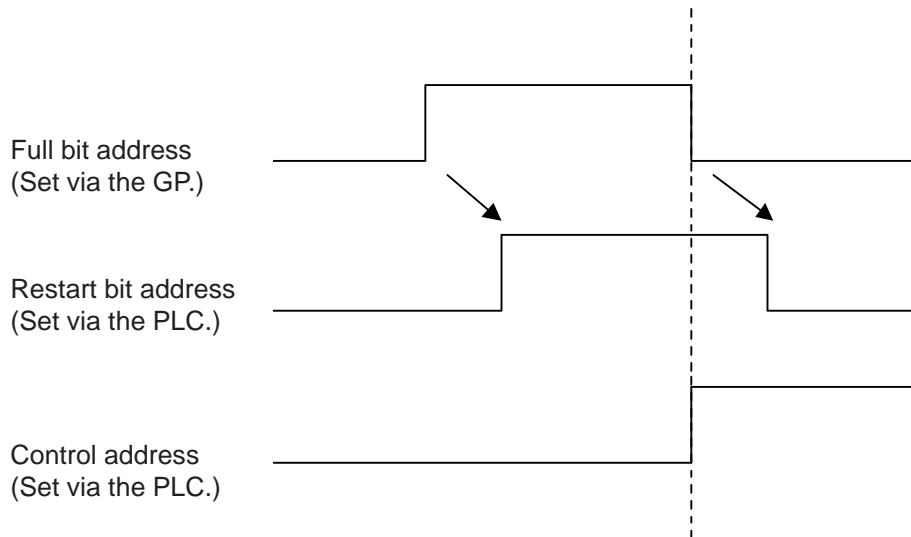 Full bit address
(Set via the GP.)
Restart bit address
(Set via the PLC.)
Control address
(Set via the PLC.)